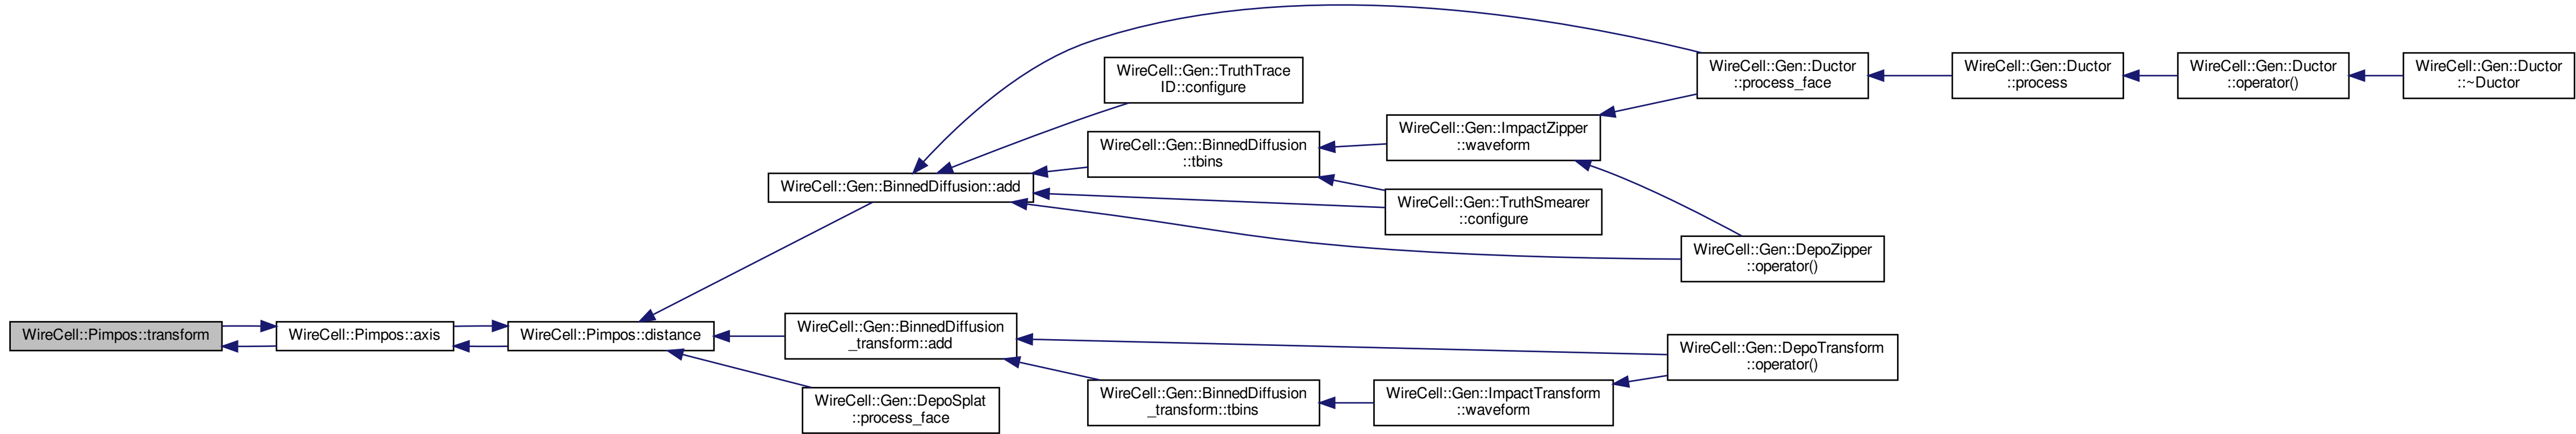 WireCell::Pimpos::transform
WireCell::Pimpos::axis
WireCell::Pimpos::distance
WireCell::Gen::BinnedDiffusion::add
WireCell::Gen::TruthTrace
ID::configure
WireCell::Gen::BinnedDiffusion
::tbins
WireCell::Gen::ImpactZipper
::waveform
WireCell::Gen::TruthSmearer
::configure
WireCell::Gen::DepoZipper
::operator()
WireCell::Gen::Ductor
::process_face
WireCell::Gen::Ductor
::process
WireCell::Gen::Ductor
::operator()
WireCell::Gen::Ductor
::~Ductor
WireCell::Gen::BinnedDiffusion
_transform::add
WireCell::Gen::DepoSplat
::process_face
WireCell::Gen::BinnedDiffusion
_transform::tbins
WireCell::Gen::ImpactTransform
::waveform
WireCell::Gen::DepoTransform
::operator()